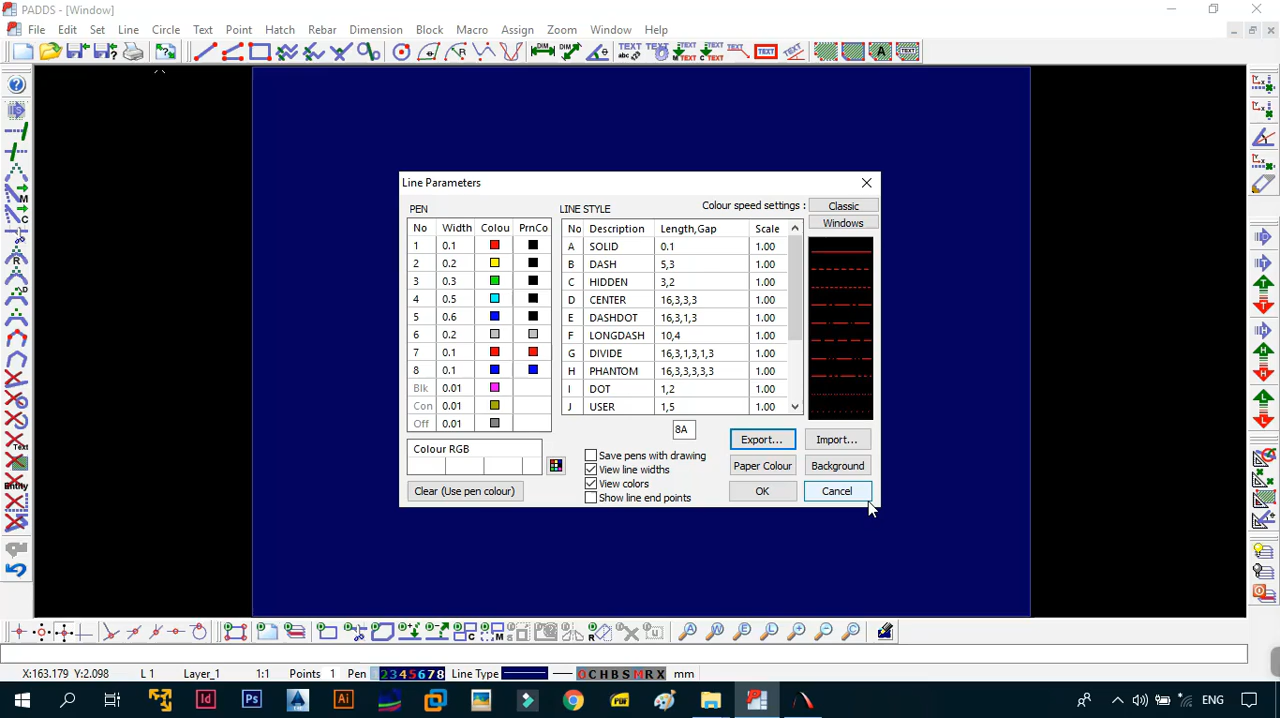 PADDS - [Window]
File Edit Set Line Circle Text Point Hatch Rebar Dimension Block Macro Assign Zoom Window Help
Line Parameters
PEN LINE STYLE Colour speed settings : Classic
Windows
No Width Colou PrnCo No Description Length,Gap Scale
1 0.1 A SOLID 0.1 1.00
2 0.2 B DASH 5,3 1.00
3 0.3 C HIDDEN 3,2 1.00
4 0.5 D CENTER 16,3,3,3 1.00
5 0.6 E DASHDOT 16,3,1,3 1.00
6 0.2 F LONGDASH 10,4 1.00
7 0.1 G DIVIDE 16,3,1,3,1,3 1.00
8 0.1 H PHANTOM 16,3,3,3,3,3 1.00
Blk 0.01 I DOT 1,2 1.00
Con 0.01 J USER 1,5 1.00
Off 0.01
8A Export... Import...
Colour RGB
Save pens with drawing
View line widths Paper Colour Background
View colors
Clear (Use pen colour) OK Cancel
Show line end points
X:163.179 Y:2.098 L 1 Layer_1 1:1 Points 1 Pen 1 2 3 4 5 6 7 8 Line Type O C H B S M R X mm
ENG